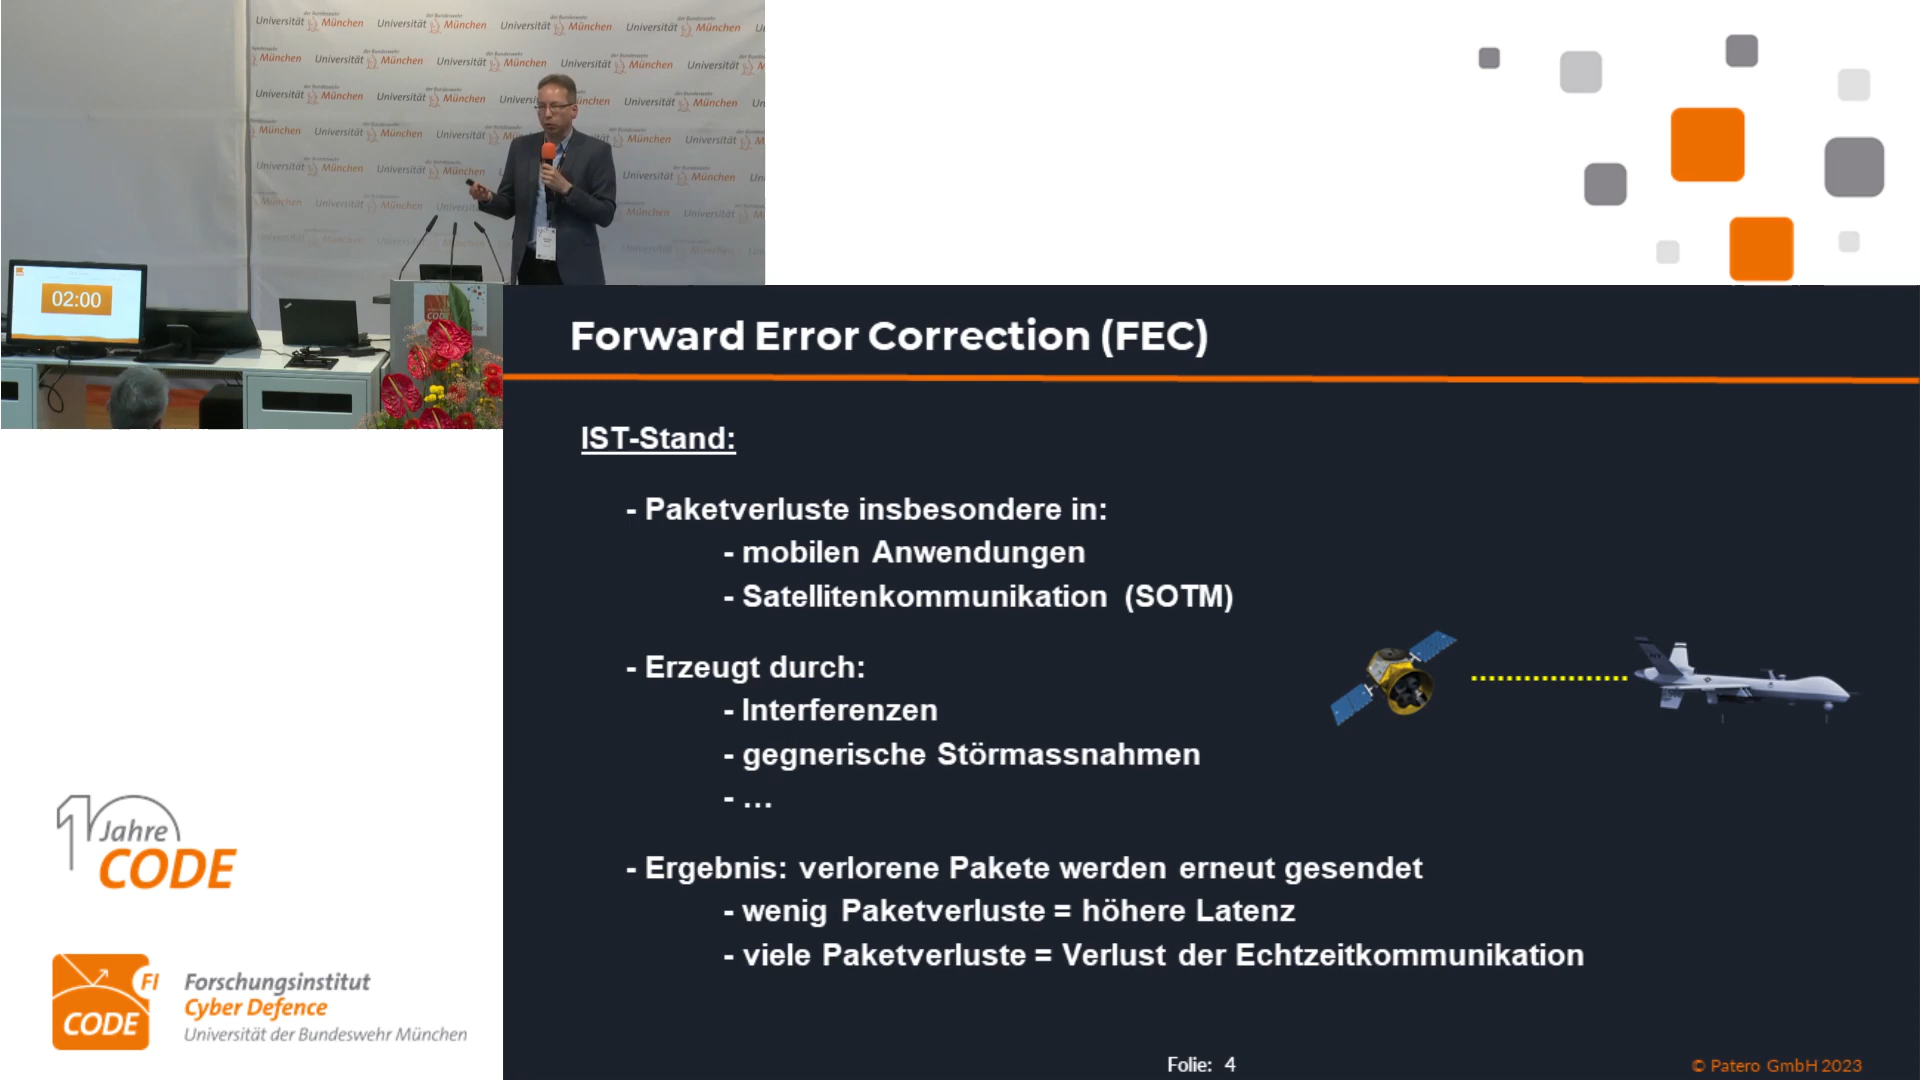 der Bundeswehr
Universität München
02:00
Forward Error Correction (FEC)
IST-Stand:
- Paketverluste insbesondere in:
- mobilen Anwendungen
- Satellitenkommunikation (SOTM)
- Erzeugt durch:
- Interferenzen
- gegnerische Störmassnahmen
- ...
- Ergebnis: verlorene Pakete werden erneut gesendet
- wenig Paketverluste = höhere Latenz
- viele Paketverluste = Verlust der Echtzeitkommunikation
Folie: 4
© Patero GmbH 2023
10 Jahre
CODE
FI
CODE
Forschungsinstitut
Cyber Defence
Universität der Bundeswehr München